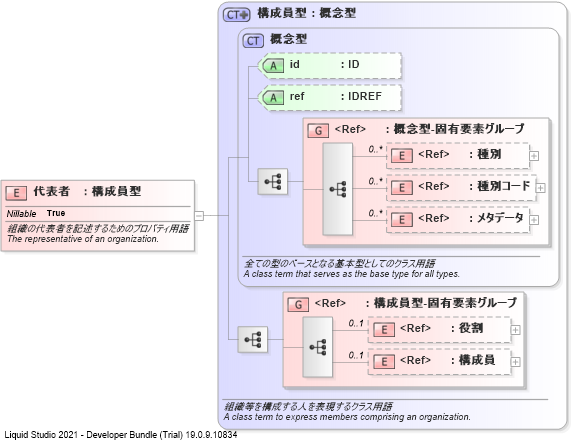 CT 構成員型 : 概念型
CT 概念型
A id : ID
A ref : IDREF
G <Ref> : 概念型-固有要素グループ
0..* E <Ref> : 種別
0..* E <Ref> : 種別コード
0..* E <Ref> : メタデータ
全ての型のベースとなる基本型としてのクラス用語
A class term that serves as the base type for all types.
E 代表者 : 構成員型
Nillable True
組織の代表者を記述するためのプロパティ用語
The representative of an organization.
G <Ref> : 構成員型-固有要素グループ
0..1 E <Ref> : 役割
0..1 E <Ref> : 構成員
組織等を構成する人を表現するクラス用語
A class term to express members comprising an organization.
Liquid Studio 2021 - Developer Bundle (Trial) 19.0.9.10834